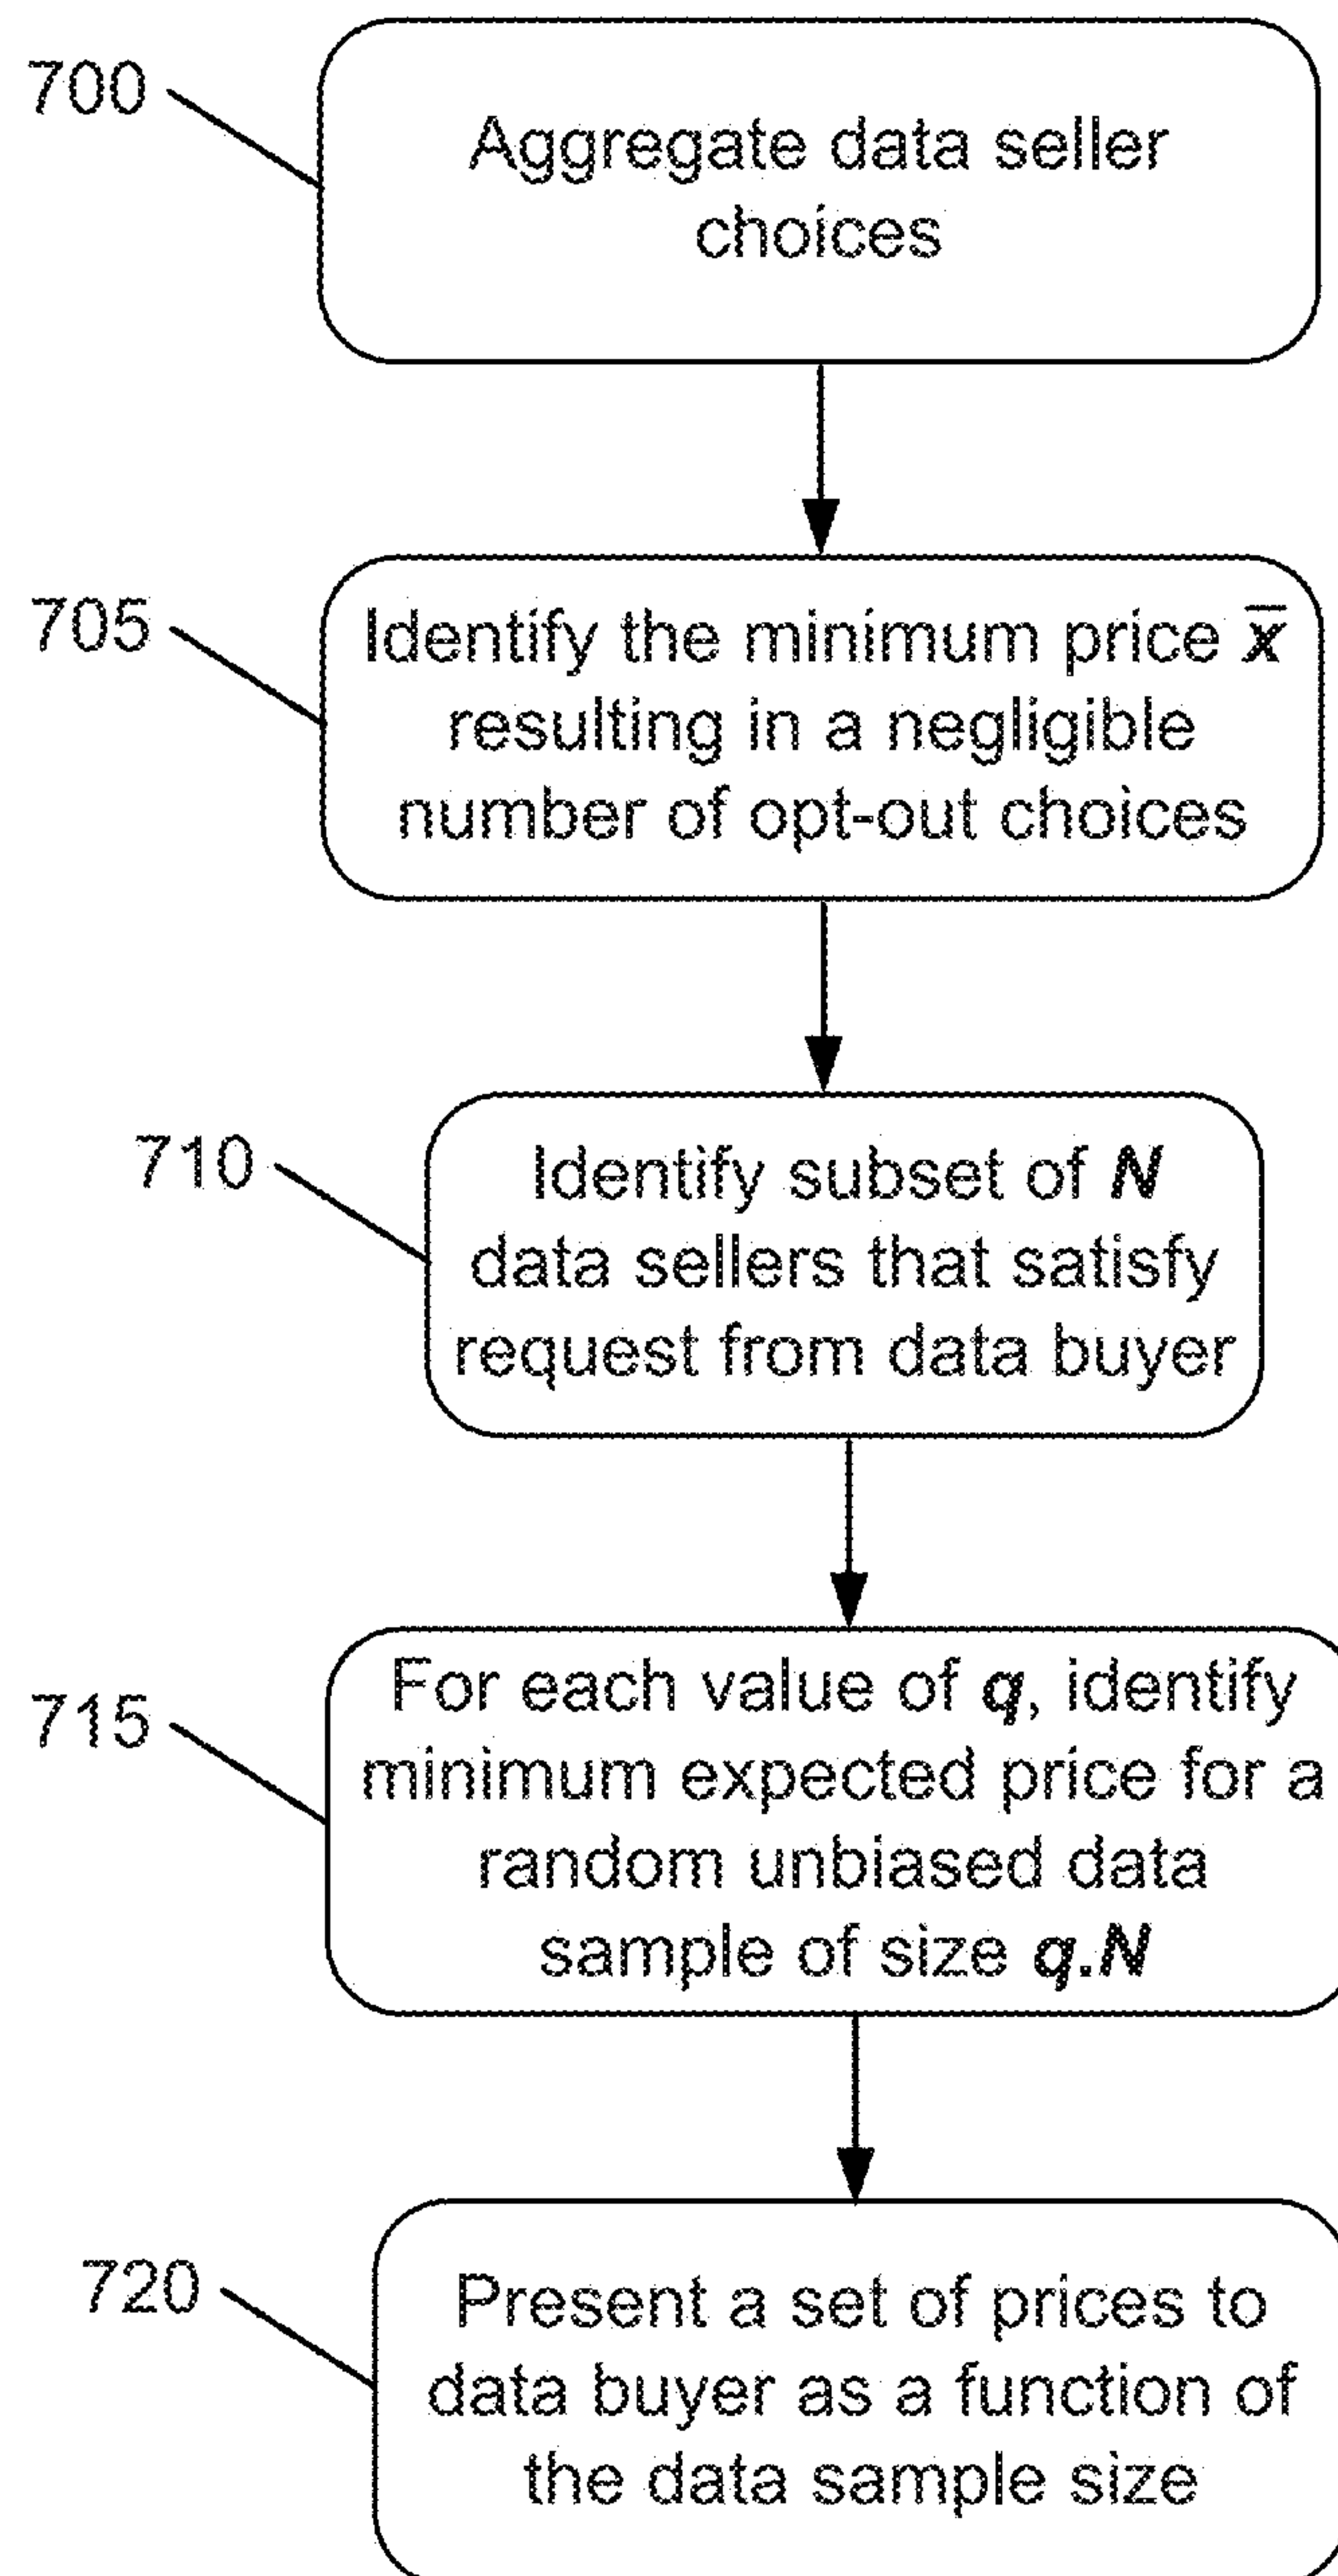 700
Aggregate data seller
choices
705
Identify the minimum price x̅
resulting in a negligible
number of opt-out choices
710
Identify subset of N
data sellers that satisfy
request from data buyer
715
For each value of q, identify
minimum expected price for a
random unbiased data
sample of size q.N
720
Present a set of prices to
data buyer as a function of
the data sample size